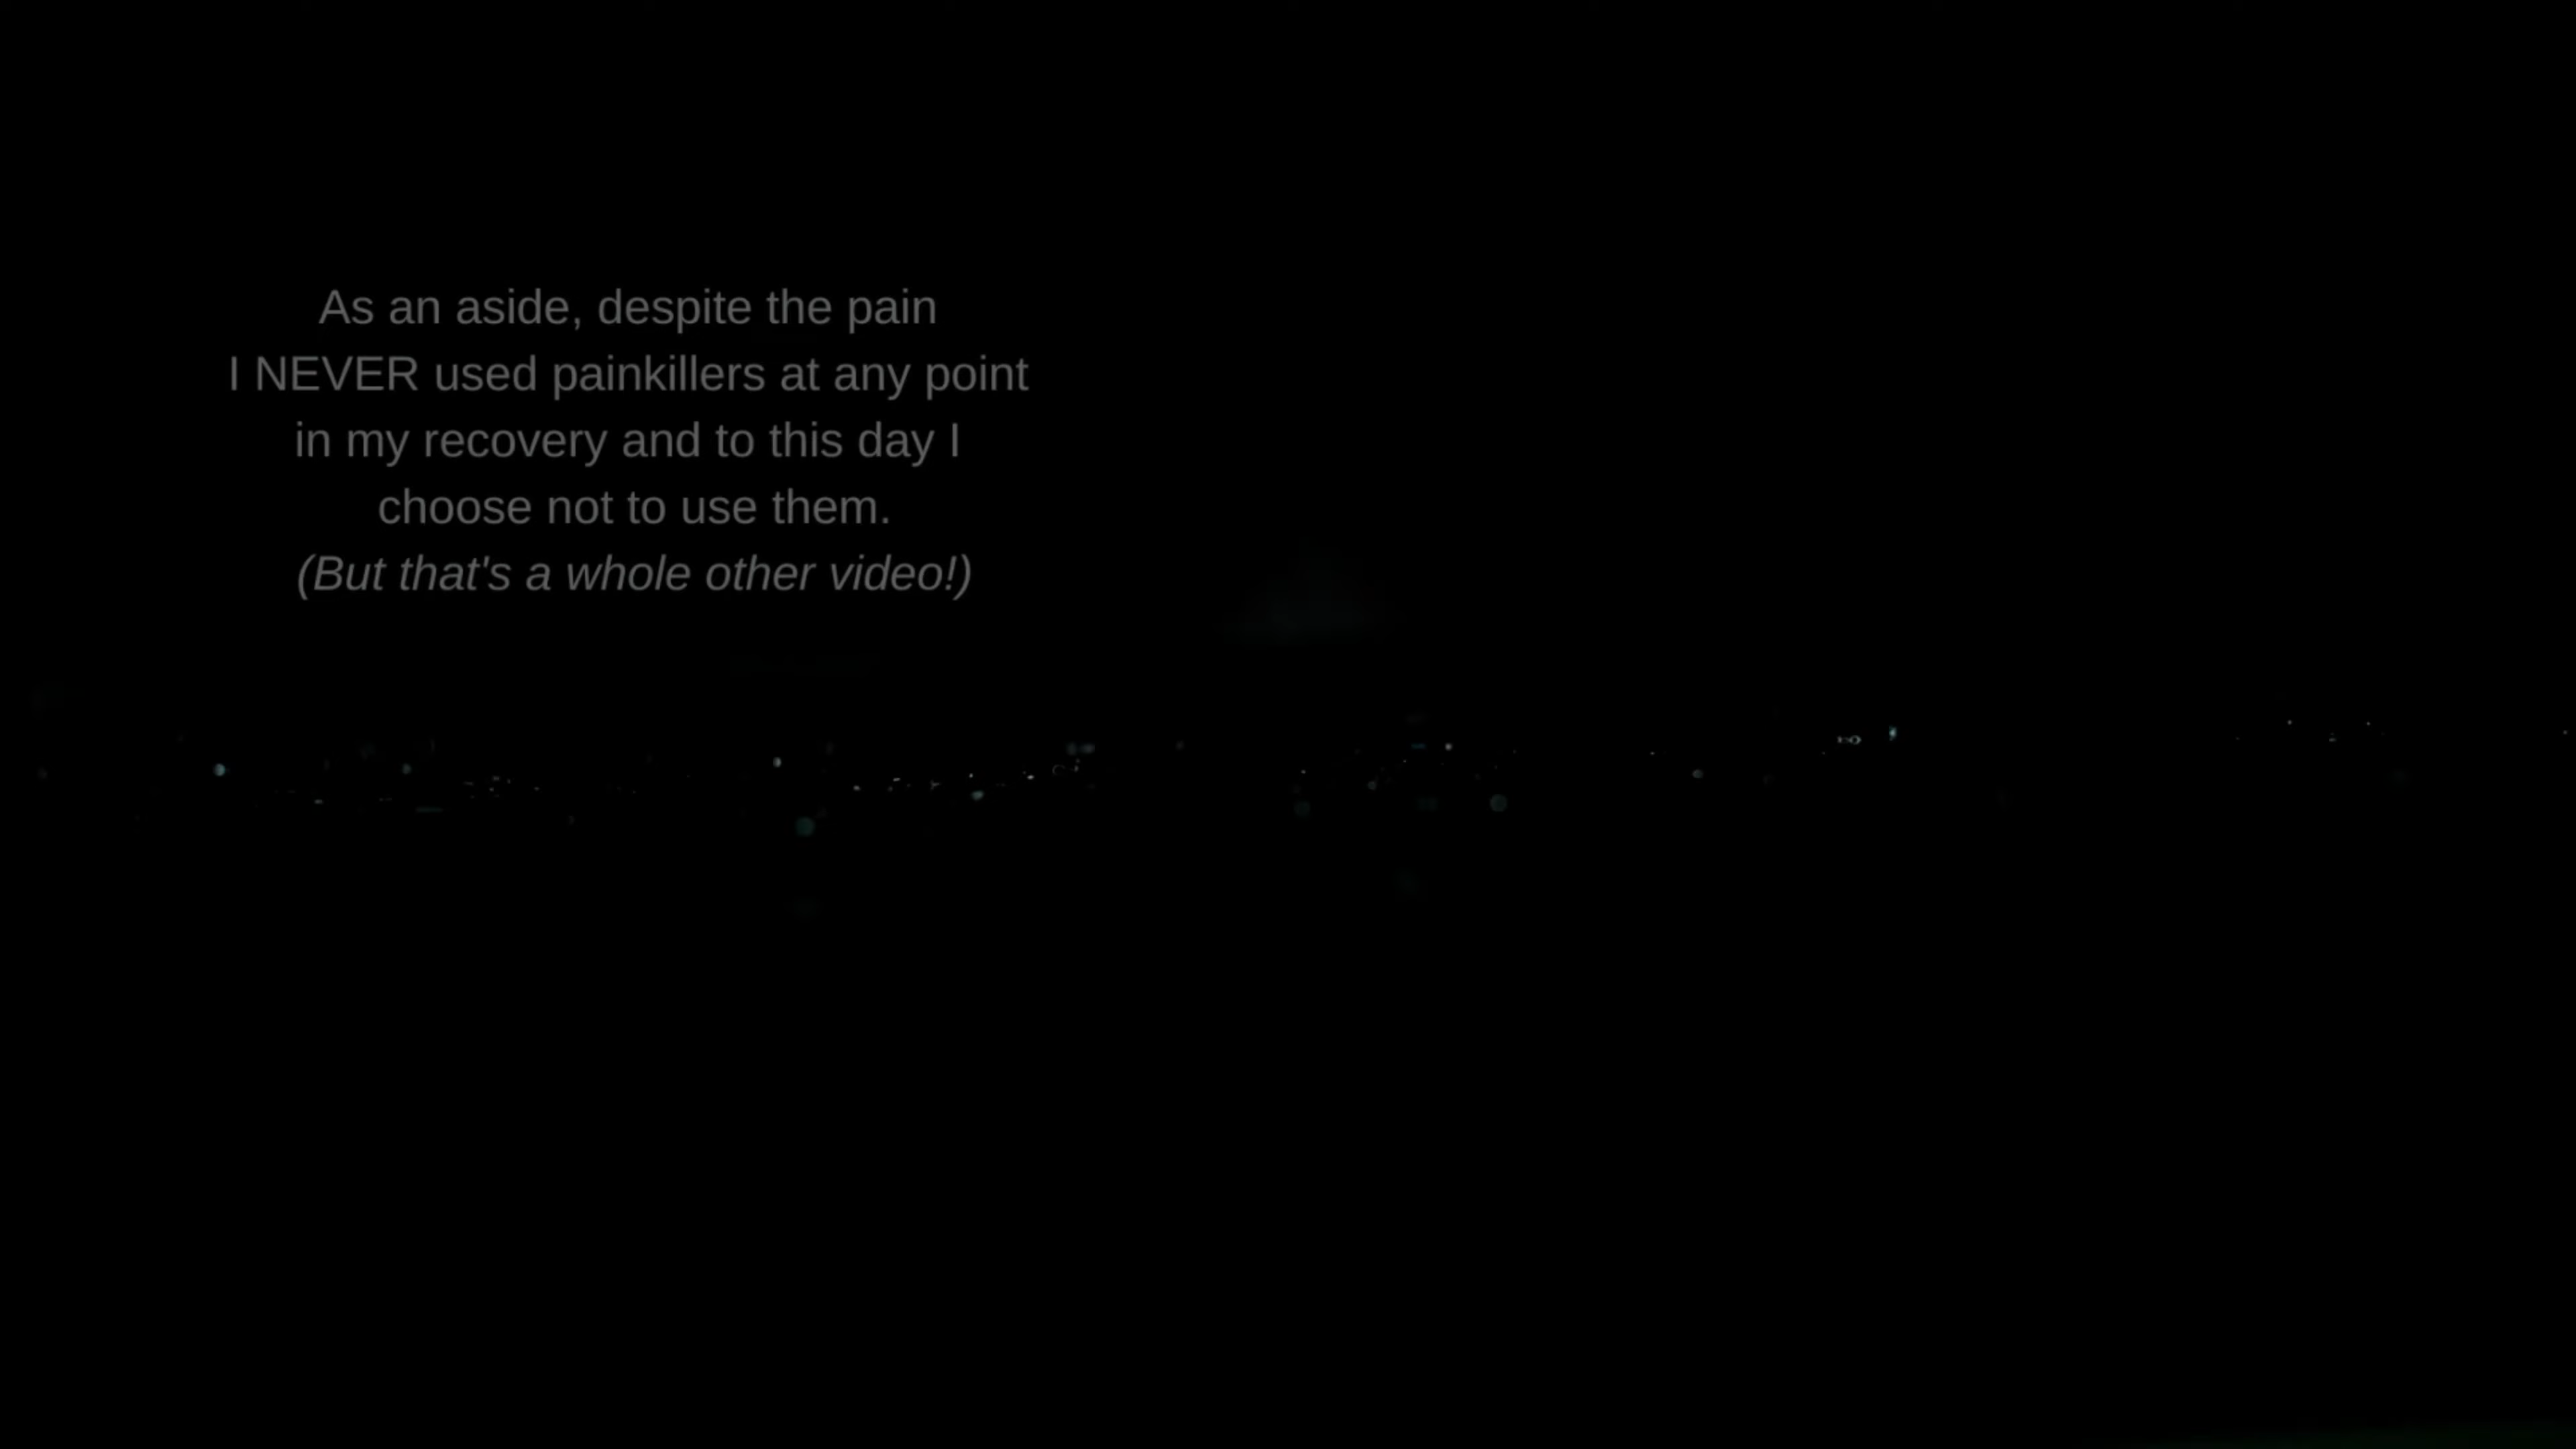 As an aside, despite the pain
I NEVER used painkillers at any point
in my recovery and to this day I
choose not to use them.
(But that's a whole other video!)